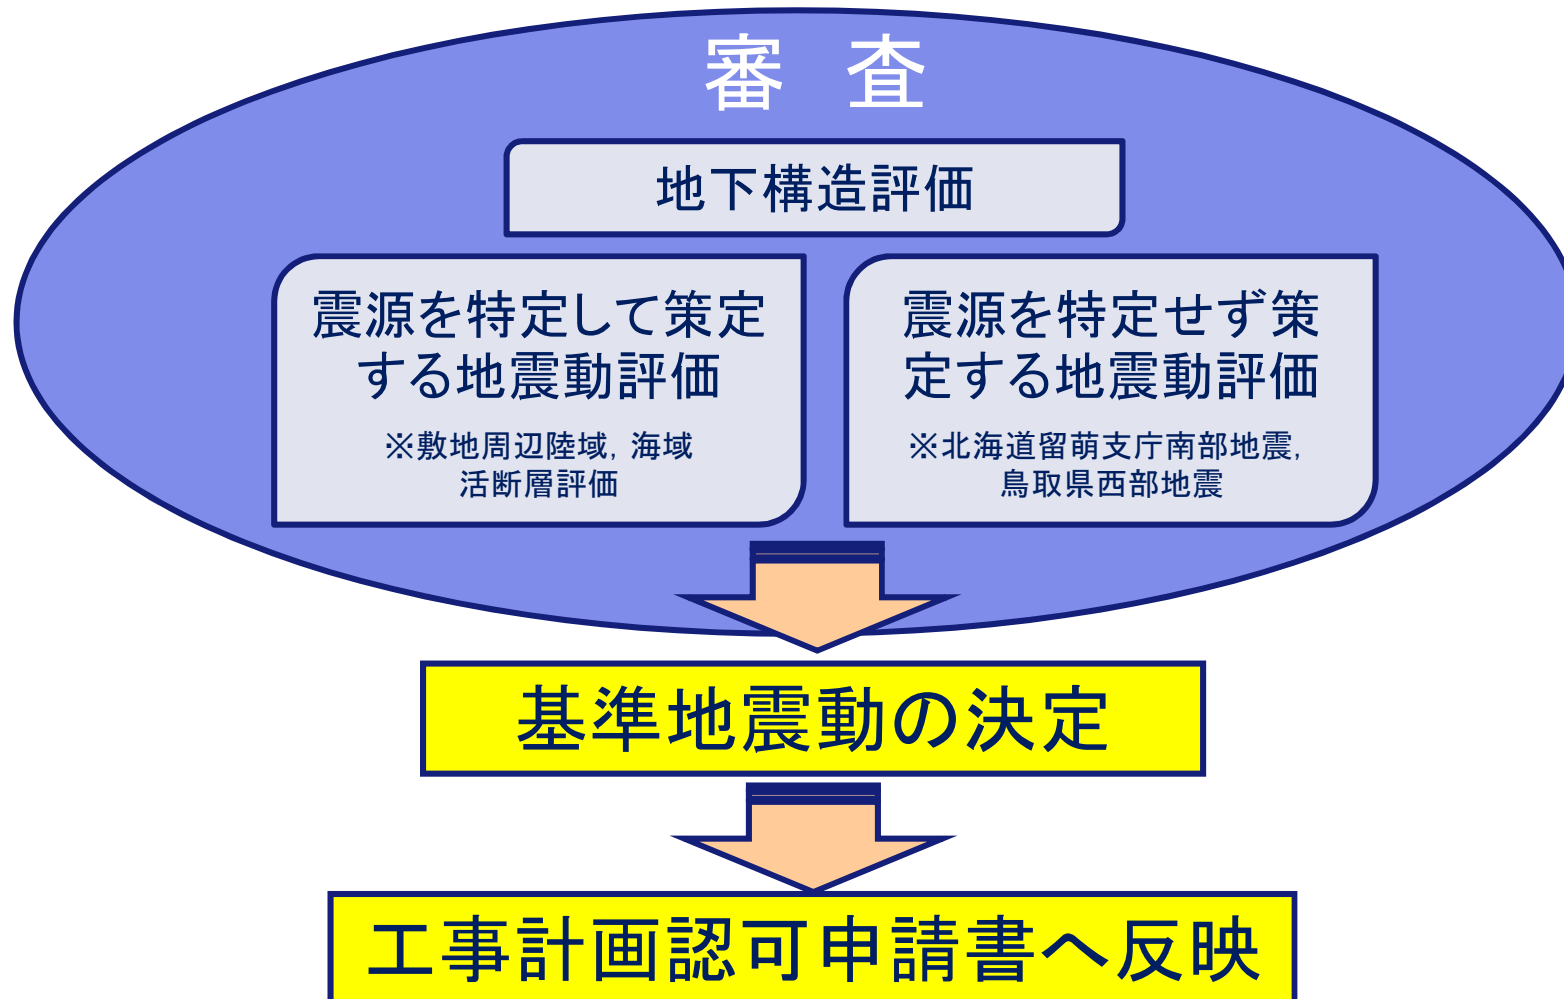 審　査
地下構造評価
震源を特定して策定
する地震動評価
※敷地周辺陸域，海域
活断層評価
震源を特定せず策
定する地震動評価
※北海道留萌支庁南部地震，
鳥取県西部地震
基準地震動の決定
工事計画認可申請書へ反映